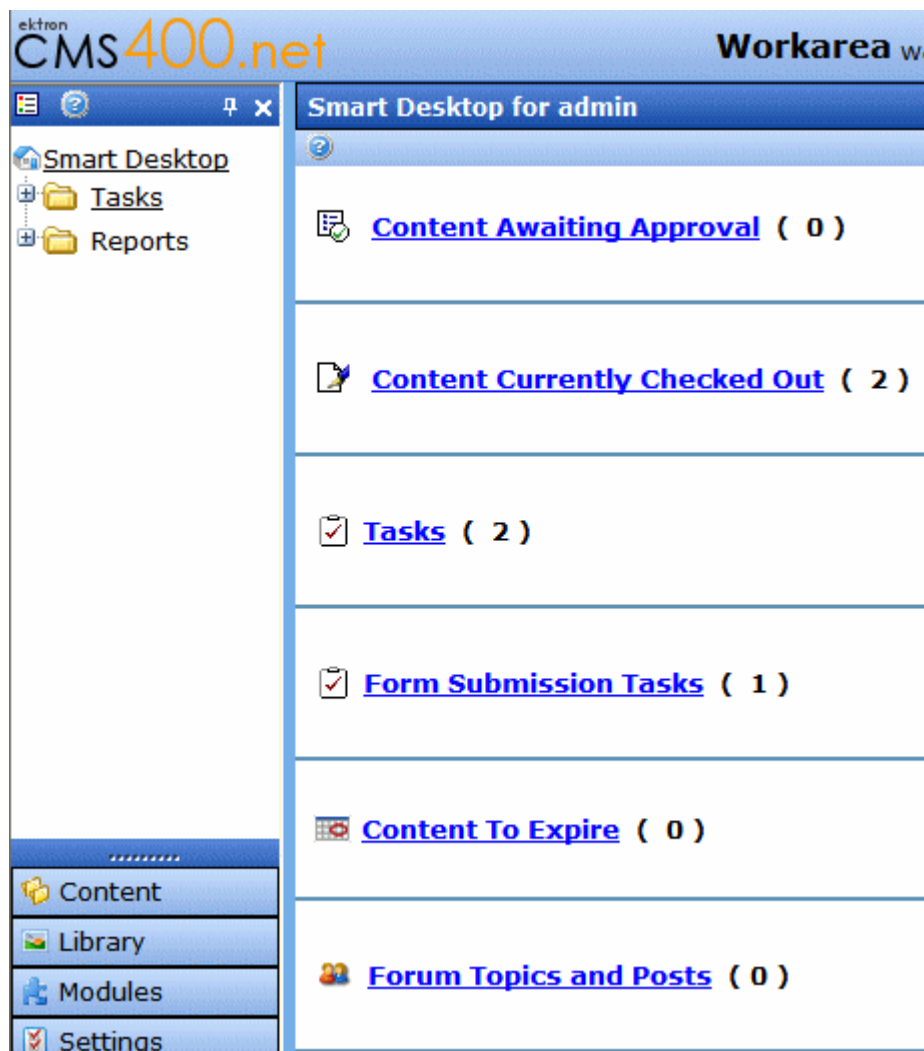 ektron
CMS400.net
Workarea
Smart Desktop for admin
Smart Desktop
Tasks
Reports
Content Awaiting Approval ( 0 )
Content Currently Checked Out ( 2 )
Tasks ( 2 )
Form Submission Tasks ( 1 )
Content To Expire ( 0 )
Forum Topics and Posts ( 0 )
Content
Library
Modules
Settings